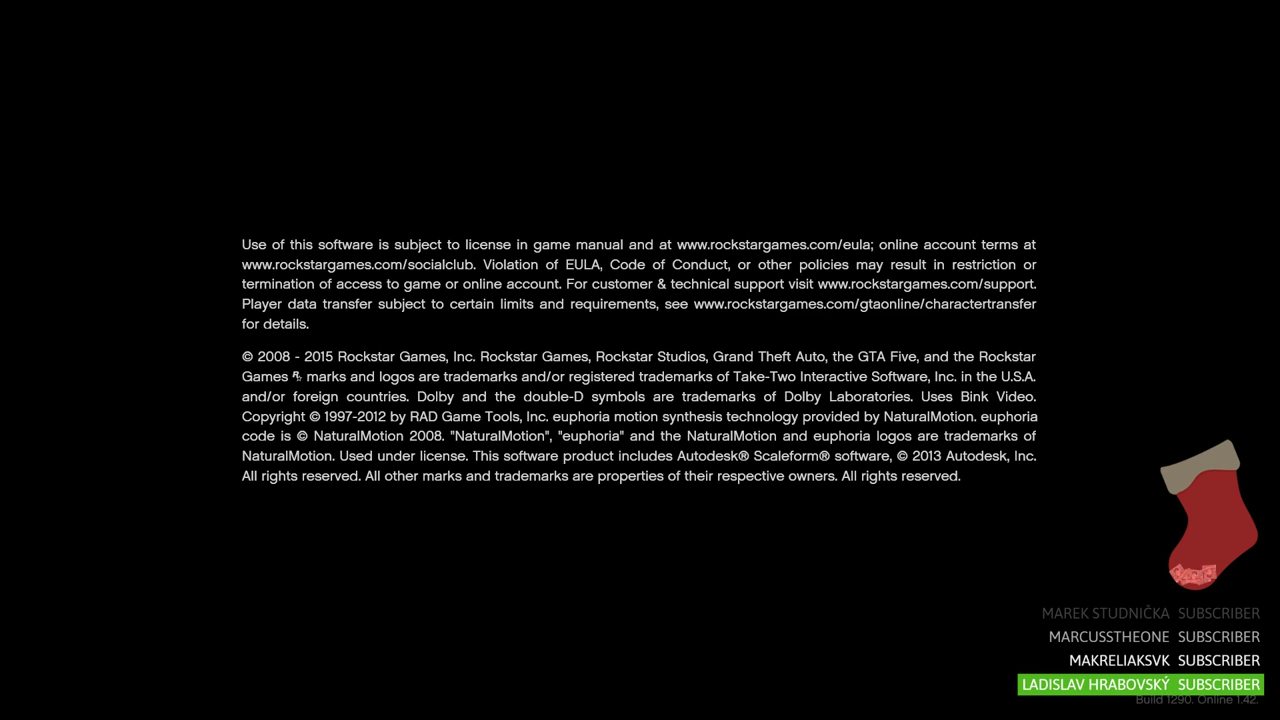 Use of this software is subject to license in game manual and at www.rockstargames.com/eula; online account terms at
www.rockstargames.com/socialclub. Violation of EULA, Code of Conduct, or other policies may result in restriction or
termination of access to game or online account. For customer & technical support visit www.rockstargames.com/support.
Player data transfer subject to certain limits and requirements, see www.rockstargames.com/gtaonline/charactertransfer
for details.
© 2008 - 2015 Rockstar Games, Inc. Rockstar Games, Rockstar Studios, Grand Theft Auto, the GTA Five, and the Rockstar
Games R* marks and logos are trademarks and/or registered trademarks of Take-Two Interactive Software, Inc. in the U.S.A.
and/or foreign countries. Dolby and the double-D symbols are trademarks of Dolby Laboratories. Uses Bink Video.
Copyright © 1997-2012 by RAD Game Tools, Inc. euphoria motion synthesis technology provided by NaturalMotion. euphoria
code is © NaturalMotion 2008. "NaturalMotion", "euphoria" and the NaturalMotion and euphoria logos are trademarks of
NaturalMotion. Used under license. This software product includes Autodesk® Scaleform® software, © 2013 Autodesk, Inc.
All rights reserved. All other marks and trademarks are properties of their respective owners. All rights reserved.
MAREK STUDNIČKA SUBSCRIBER
MARCUSSTHEONE SUBSCRIBER
MAKRELIAKSVK SUBSCRIBER
LADISLAV HRABOVSKÝ SUBSCRIBER
Build 1290. Online 1.42.